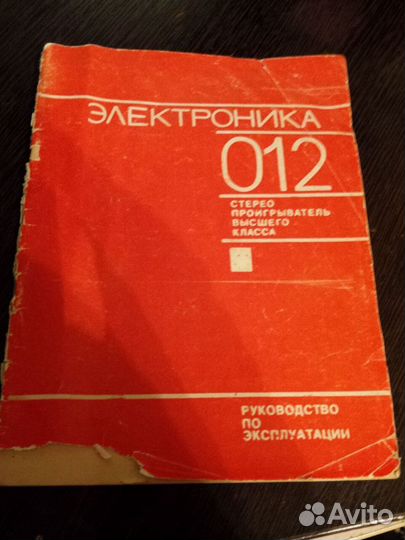 ЭЛЕКТРОНИКА
012
СТЕРЕО
ПРОИГРЫВАТЕЛЬ
ВЫСШЕГО
КЛАССА
РУКОВОДСТВО
ПО
ЭКСПЛУАТАЦИИ
Avito